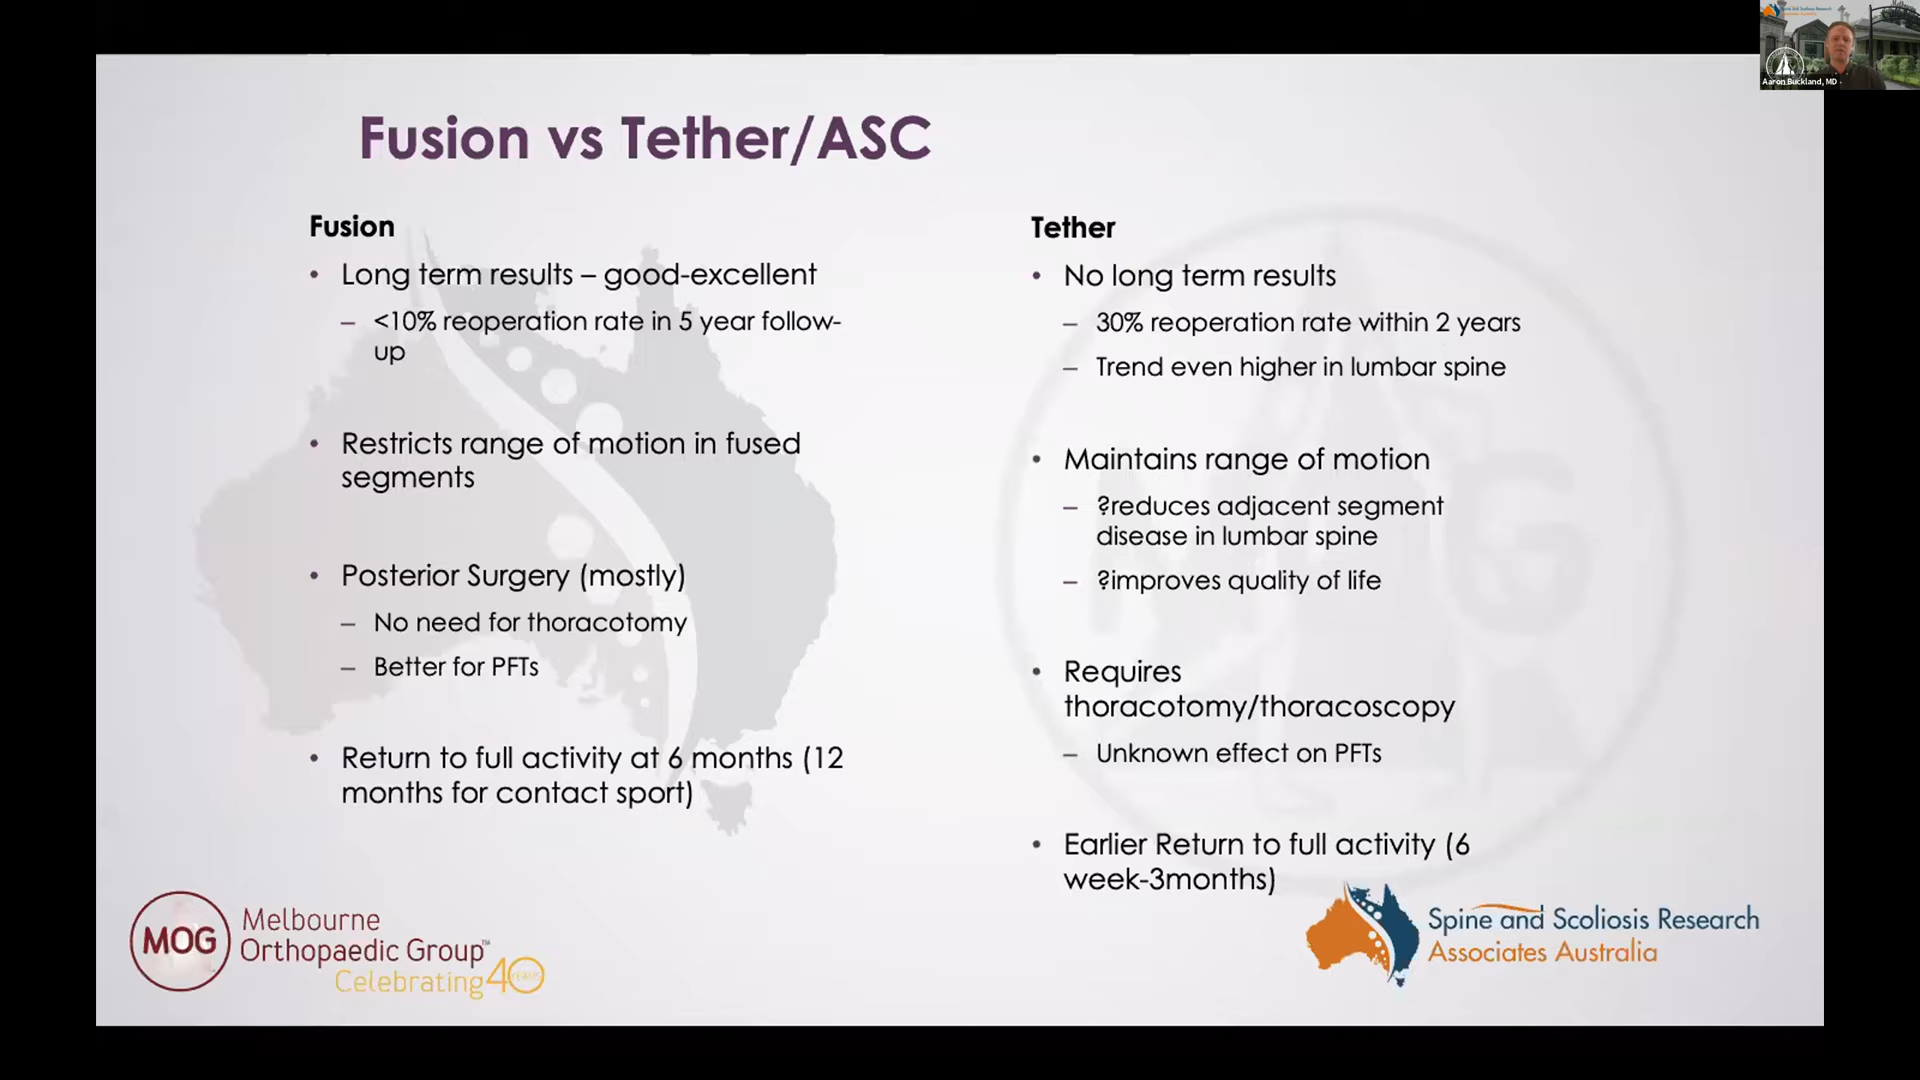 Fusion vs Tether/ASC
Fusion
• Long term results – good-excellent
– <10% reoperation rate in 5 year follow-
up
• Restricts range of motion in fused
segments
• Posterior Surgery (mostly)
– No need for thoracotomy
– Better for PFTs
• Return to full activity at 6 months (12
months for contact sport)
Tether
• No long term results
– 30% reoperation rate within 2 years
– Trend even higher in lumbar spine
• Maintains range of motion
– ?reduces adjacent segment
disease in lumbar spine
– ?improves quality of life
• Requires
thoracotomy/thoracoscopy
– Unknown effect on PFTs
• Earlier Return to full activity (6
week-3months)
MOG
Melbourne
Orthopaedic Group™
Celebrating 40
YEARS
Spine and Scoliosis Research
Associates Australia
Aaron Buckland, MD